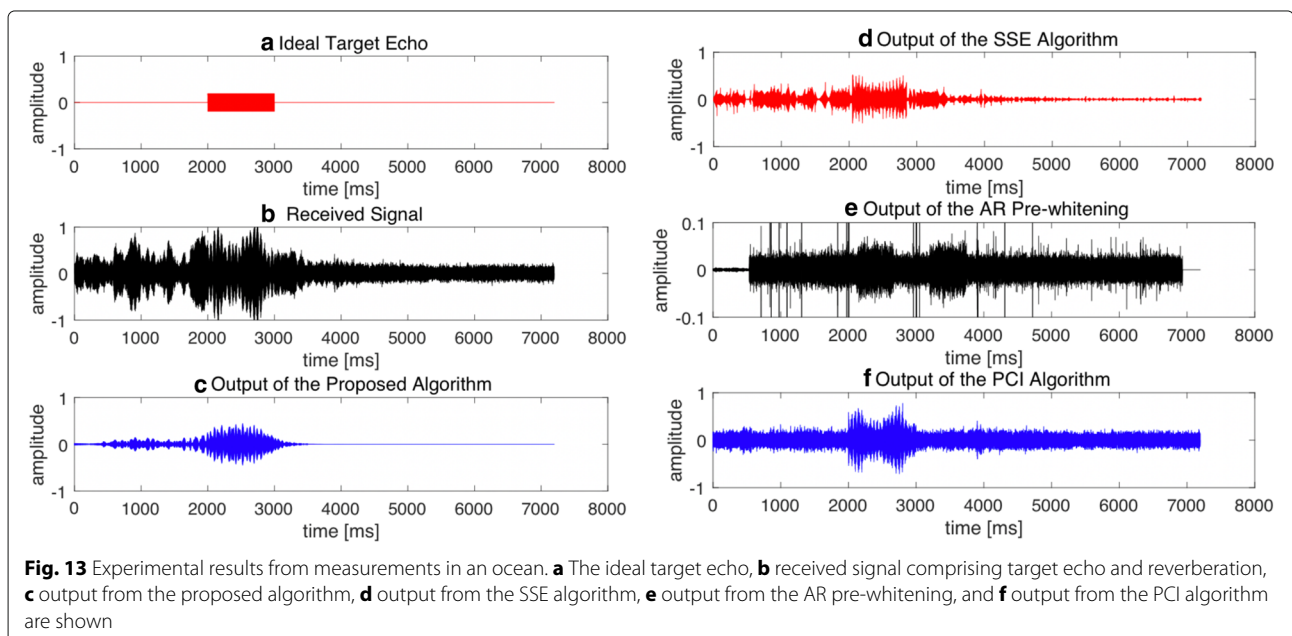 a Ideal Target Echo
1
0
-1
amplitude
0 1000 2000 3000 4000 5000 6000 7000 8000
time [ms]
b Received Signal
1
0
-1
amplitude
0 1000 2000 3000 4000 5000 6000 7000 8000
time [ms]
c Output of the Proposed Algorithm
1
0
-1
amplitude
0 1000 2000 3000 4000 5000 6000 7000 8000
time [ms]
d Output of the SSE Algorithm
1
0
-1
amplitude
0 1000 2000 3000 4000 5000 6000 7000 8000
time [ms]
e Output of the AR Pre-whitening
0.1
0
-0.1
amplitude
0 1000 2000 3000 4000 5000 6000 7000 8000
time [ms]
f Output of the PCI Algorithm
1
0
-1
amplitude
0 1000 2000 3000 4000 5000 6000 7000 8000
time [ms]
Fig. 13 Experimental results from measurements in an ocean. a The ideal target echo, b received signal comprising target echo and reverberation,
c output from the proposed algorithm, d output from the SSE algorithm, e output from the AR pre-whitening, and f output from the PCI algorithm
are shown